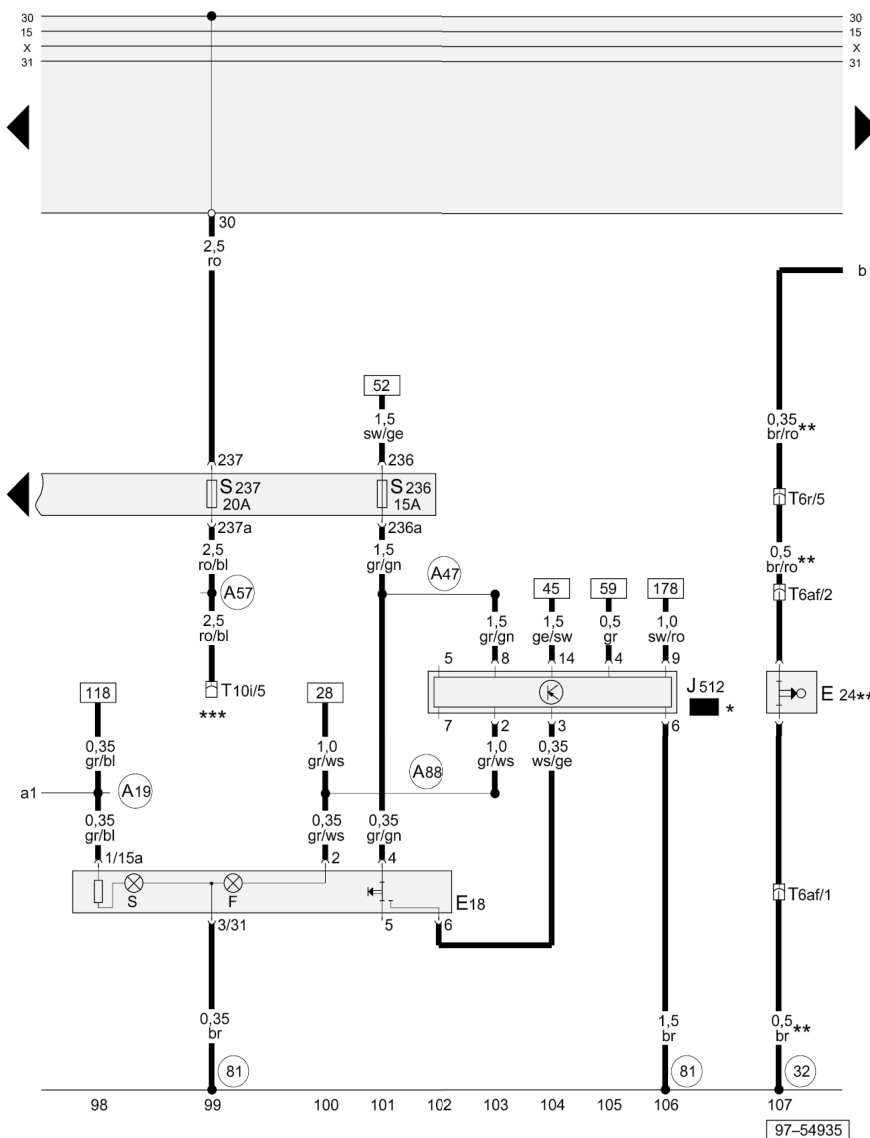 30 30
15 15
X X
31 31
30
2,5
ro
b
52
1,5
sw/ge
0,35
br/ro**
237 236
S 237
20A
S 236
15A
T6r/5
237a 236a
2,5
ro/bl
1,5
gr/gn
0,5
br/ro**
A57
A47
45 59 178
T6af/2
2,5
ro/bl
1,5
gr/gn
1,5
ge/sw
0,5
gr
1,0
sw/ro
5 8 14 4 9
T10i/5
***
J 512
*
E 24**
118 28
7 2 3 6
0,35
gr/bl
1,0
gr/ws
1,0
gr/ws
0,35
ws/ge
a1
A19
A88
0,35
gr/bl
0,35
gr/ws
0,35
gr/gn
1/15a 2 4
S F
E18
T6af/1
3/31 5 6
0,35
br
1,5
br
0,5
br**
81 81 32
98 99 100 101 102 103 104 105 106 107
97–54935